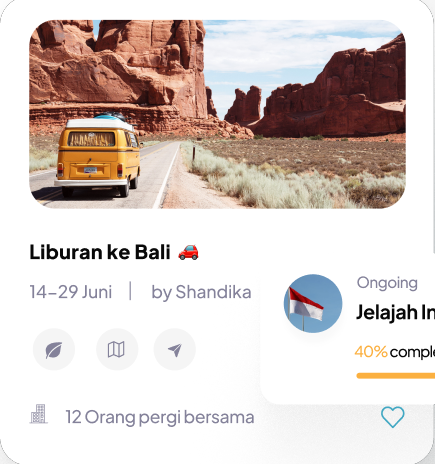 Liburan ke Bali
14–29 Juni | by Shandika
Ongoing
Jelajah In
40% comple
12 Orang pergi bersama